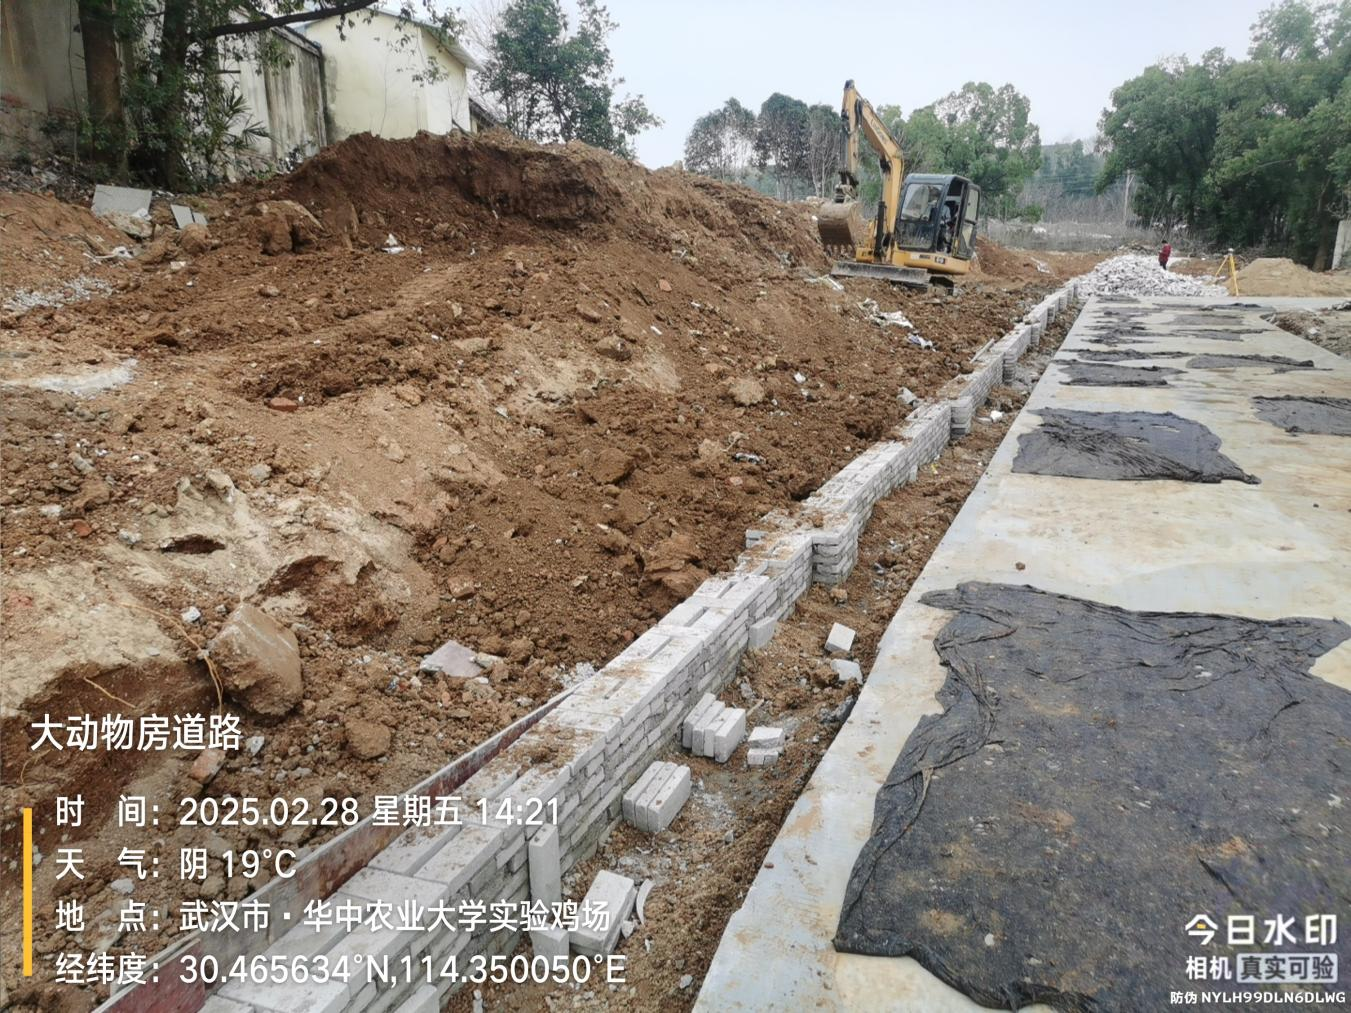 大动物房道路
时 间：2025.02.28 星期五 14:21
天 气：阴 19°C
地 点：武汉市·华中农业大学实验鸡场
经纬度：30.465634°N,114.350050°E
今日水印
相机 真实可验
防伪 NYLH99DLN6DLWG